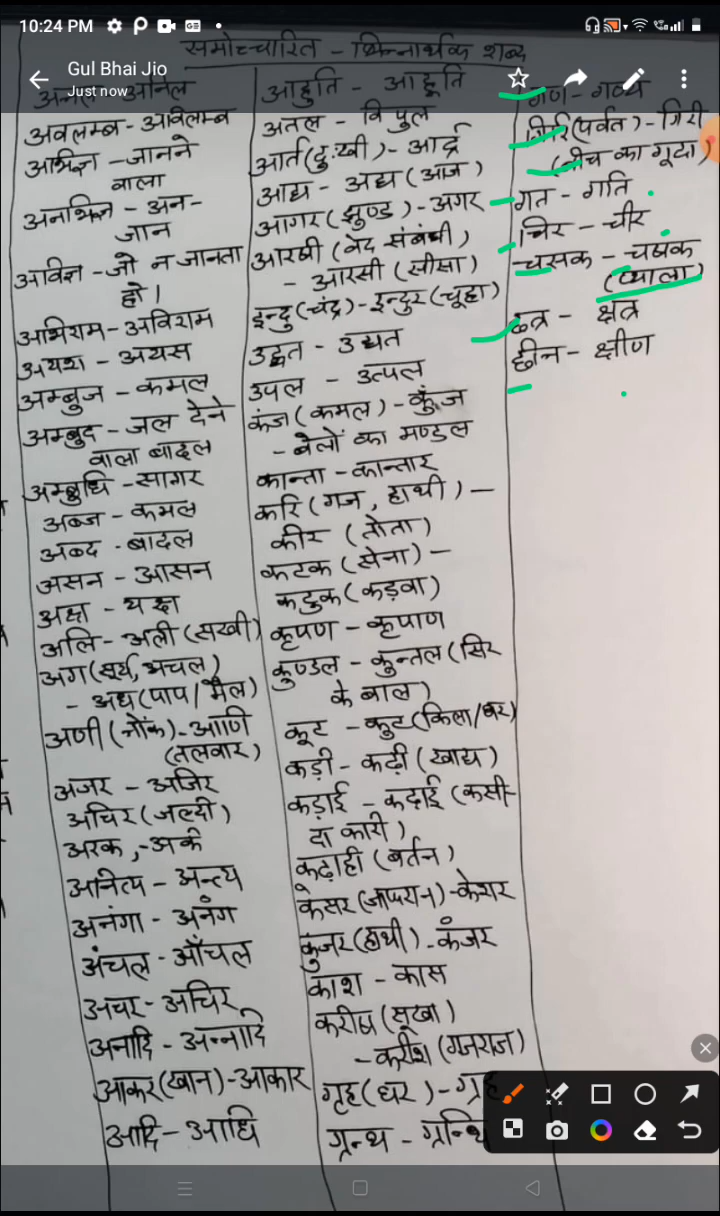 10:24 PM
Gul Bhai Jio
Just now
समोच्चारित - भिन्नार्थक शब्द
अनल - अनिल
अवलम्ब - अविलम्ब
अभिज्ञ - जानने
वाला
अनभिज्ञ - अन-
जान
अविज्ञ - जो न जानता
हो।
अभिराम - अविराम
अयश - अयस
अम्बुज - कमल
अम्बुद - जल देने
वाला बादल
अम्बुधि - सागर
अब्ज - कमल
अब्द - बादल
असन - आसन
अक्ष - यक्ष
अलि - अली (सखी)
अग (सूर्य, अचल)
- अघ (पाप / मैल)
अणी (नोंक) - आणि
(तलवार)
अजर - अजिर
अचिर (जल्दी)
अरक, - अर्क
अनित्य - अन्त्य
अनंगा - अनंग
अंचल - आँचल
अचर - अचिर
अनादि - अन्नादि
आकर (खान) - आकार
आदि - आधि
आहुति - आहूति
अतल - विपुल
आर्त (दुःखी) - आर्द्र
आद्य - अद्य (आज)
आगर (झुण्ड) - अगर
आरषी (वेद संबंधी)
- आरसी (सीसा)
इन्दु (चंद्र) - इन्दुर (चूहा)
उद्धत - उद्यत
उपल - उत्पल
कंज (कमल) - कुंज
- बेलों का मण्डल
कान्ता - कान्तार
करि (गज, हाथी) -
कीर (तोता)
कटक (सेना) -
कटुक (कड़वा)
कृपण - कृपाण
कुण्डल - कुन्तल (सिर
के बाल)
कूट - कुट (किला/घर)
कड़ी - कढ़ी (खाद्य)
कड़ाई - कढ़ाई (कसी-
दा कारी)
कढ़ाही (बर्तन)
केसर (जाफरान) - केशर
कुंजर (हाथी) - कंजर
काश - कास
करीष (सूखा)
- करीश (गजराज)
गृह (घर) - ग्रह
ग्रन्थ - ग्रन्थि
गण - गण्य
गिरि (पर्वत) - गिरी
(बीच का गूदा)
गत - गति
चिर - चीर
चसक - चषक
(प्याला)
छत्र - क्षत्र
छीन - क्षीण